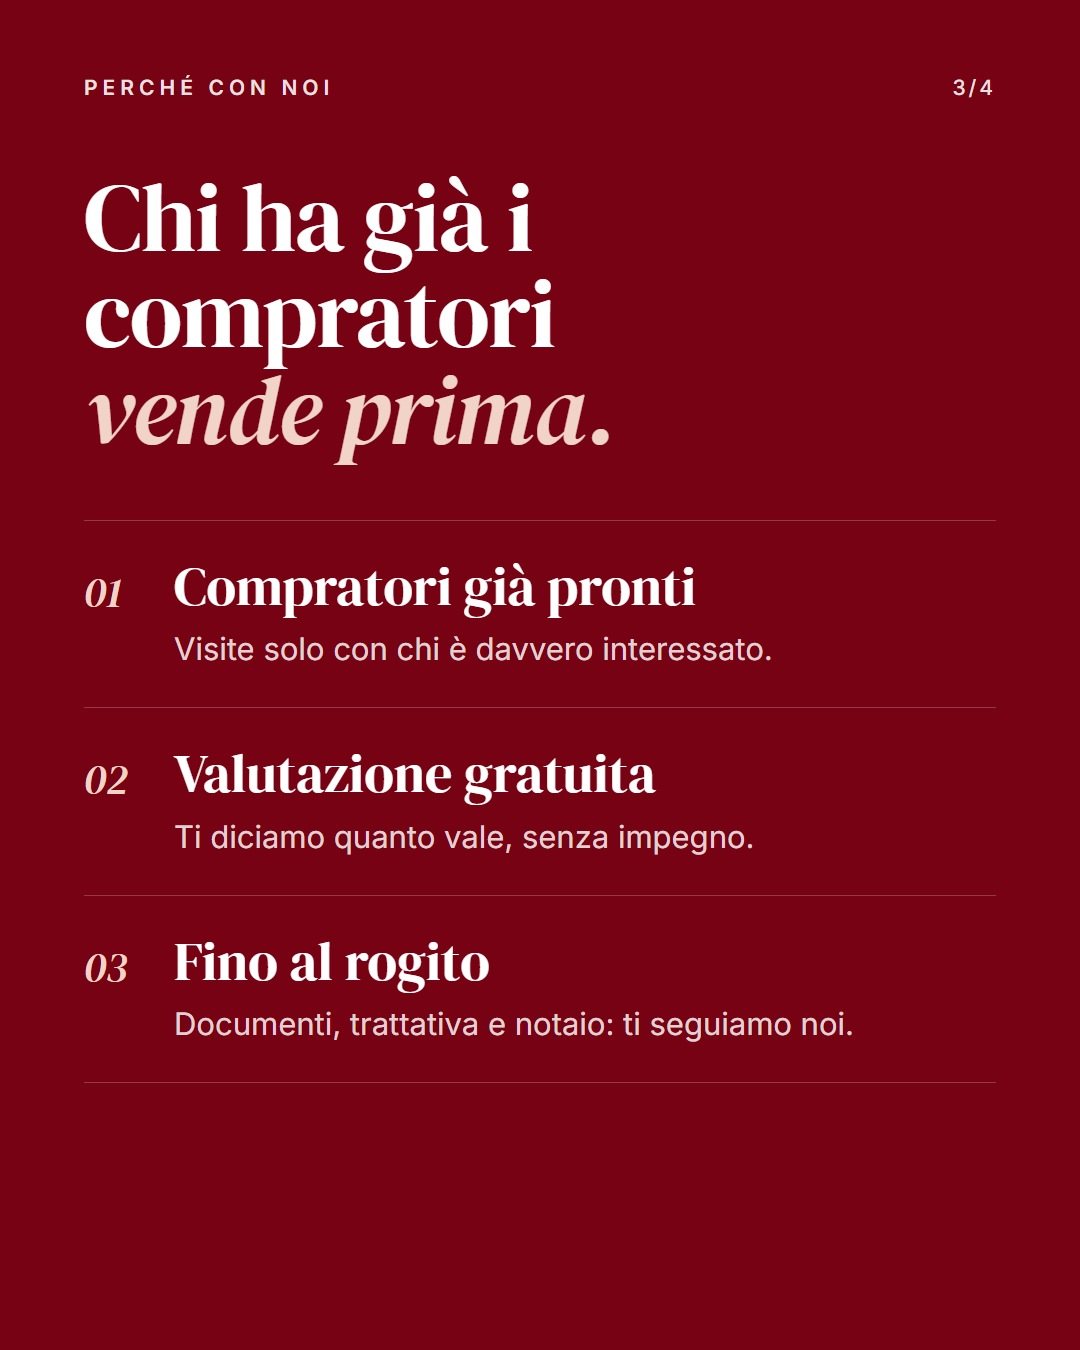 PERCHÉ CON NOI
3/4
Chi ha già i
compratori
vende prima.
01
Compratori già pronti
Visite solo con chi è davvero interessato.
02
Valutazione gratuita
Ti diciamo quanto vale, senza impegno.
03
Fino al rogito
Documenti, trattativa e notaio: ti seguiamo noi.